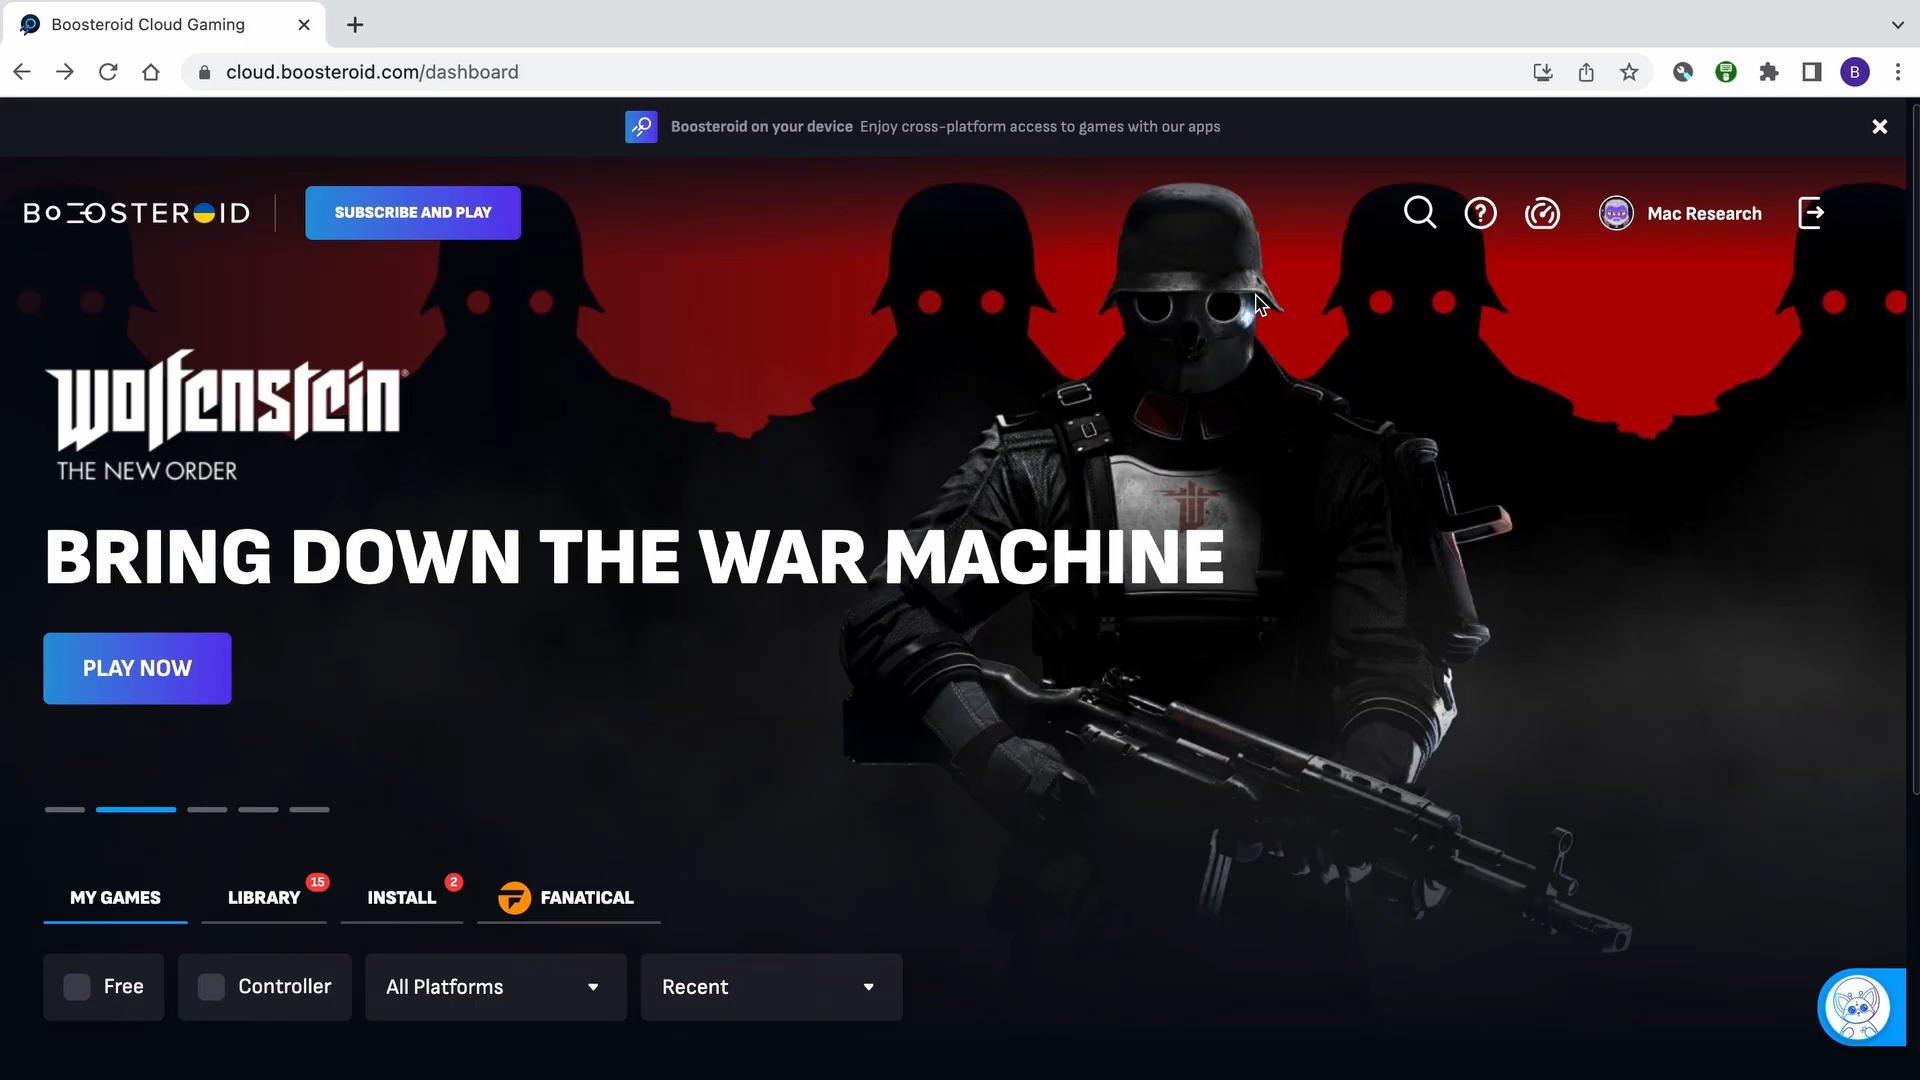 Boosteroid Cloud Gaming
cloud.boosteroid.com/dashboard
B
Boosteroid on your device Enjoy cross-platform access to games with our apps
BOOSTEROID
SUBSCRIBE AND PLAY
Mac Research
Wolfenstein®
THE NEW ORDER
BRING DOWN THE WAR MACHINE
PLAY NOW
MY GAMES
LIBRARY 15
INSTALL 2
FANATICAL
Free
Controller
All Platforms
Recent